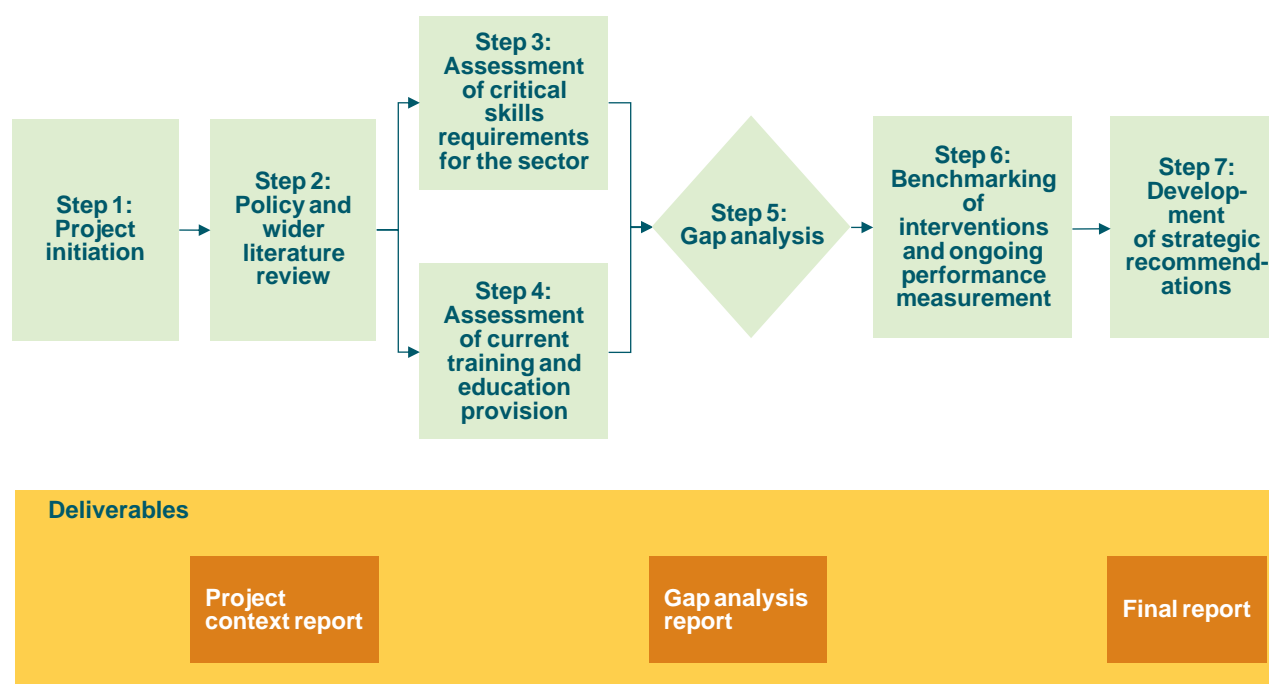 Step 1:
Project
initiation
Step 2:
Policy and
wider
literature
review
Step 3:
Assessment
of critical
skills
requirements
for the sector
Step 4:
Assessment
of current
training and
education
provision
Step 5:
Gap analysis
Step 6:
Benchmarking
of
interventions
and ongoing
performance
measurement
Step 7:
Develop-
ment
of strategic
recommend-
ations
Deliverables
Project
context report
Gap analysis
report
Final report